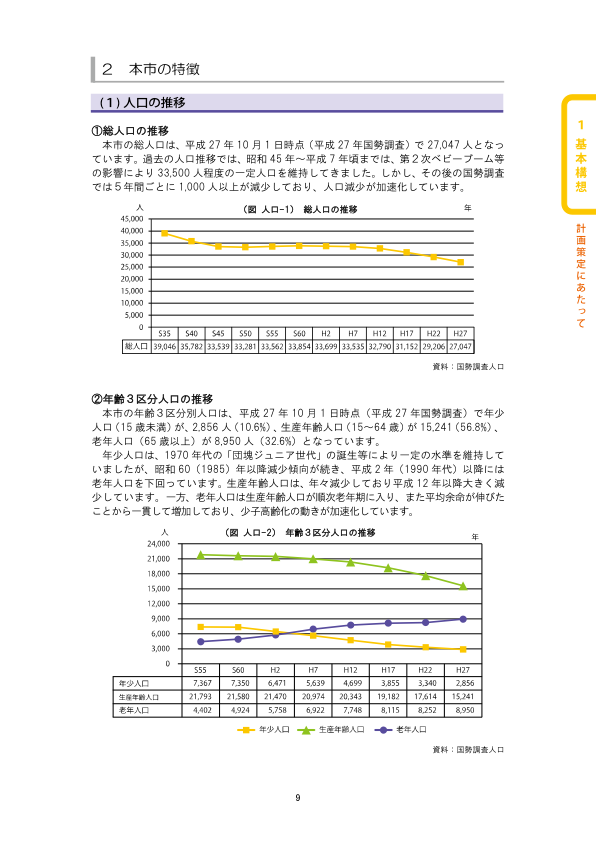 2　本市の特徴
(1)人口の推移
①総人口の推移
本市の総人口は、平成 27 年 10 月 1 日時点（平成 27 年国勢調査）で 27,047 人となっ
ています。過去の人口推移では、昭和 45 年～平成 7 年頃までは、第２次ベビーブーム等
の影響により 33,500 人程度の一定人口を維持してきました。しかし、その後の国勢調査
では５年間ごとに 1,000 人以上が減少しており、人口減少が加速化しています。
人　（図 人口-1）　総人口の推移　年
45,000
40,000
35,000
30,000
25,000
20,000
15,000
10,000
5,000
0
S35 S40 S45 S50 S55 S60 H2 H7 H12 H17 H22 H27
総人口 39,046 35,782 33,539 33,281 33,562 33,854 33,699 33,535 32,790 31,152 29,206 27,047
資料：国勢調査人口
②年齢３区分人口の推移
本市の年齢３区分別人口は、平成 27 年 10 月 1 日時点（平成 27 年国勢調査）で年少
人口（15 歳未満）が、2,856 人（10.6%）、生産年齢人口（15～64 歳）が 15,241（56.8%）、
老年人口（65 歳以上）が 8,950 人（32.6%）となっています。
年少人口は、1970 年代の「団塊ジュニア世代」の誕生等により一定の水準を維持して
いましたが、昭和 60（1985）年以降減少傾向が続き、平成 2 年（1990 年代）以降には
老年人口を下回っています。生産年齢人口は、年々減少しており平成 12 年以降大きく減
少しています。一方、老年人口は生産年齢人口が順次老年期に入り、また平均余命が伸びた
ことから一貫して増加しており、少子高齢化の動きが加速化しています。
人　（図 人口-2）　年齢３区分人口の推移　年
24,000
21,000
18,000
15,000
12,000
9,000
6,000
3,000
0
S55 S60 H2 H7 H12 H17 H22 H27
年少人口 7,367 7,350 6,471 5,639 4,699 3,855 3,340 2,856
生産年齢人口 21,793 21,580 21,470 20,974 20,343 19,182 17,614 15,241
老年人口 4,402 4,924 5,758 6,922 7,748 8,115 8,252 8,950
年少人口　生産年齢人口　老年人口
資料：国勢調査人口
9
1 基本構想
計画策定にあたって